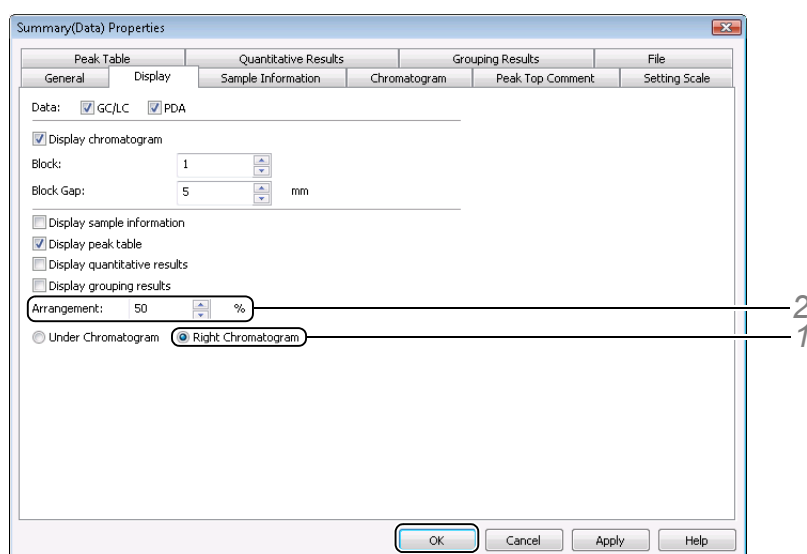 Summary(Data) Properties
Peak Table Quantitative Results Grouping Results File
General Display Sample Information Chromatogram Peak Top Comment Setting Scale
Data: GC/LC PDA
Display chromatogram
Block: 1
Block Gap: 5 mm
Display sample information
Display peak table
Display quantitative results
Display grouping results
Arrangement: 50 % 2
Under Chromatogram Right Chromatogram 1
OK Cancel Apply Help